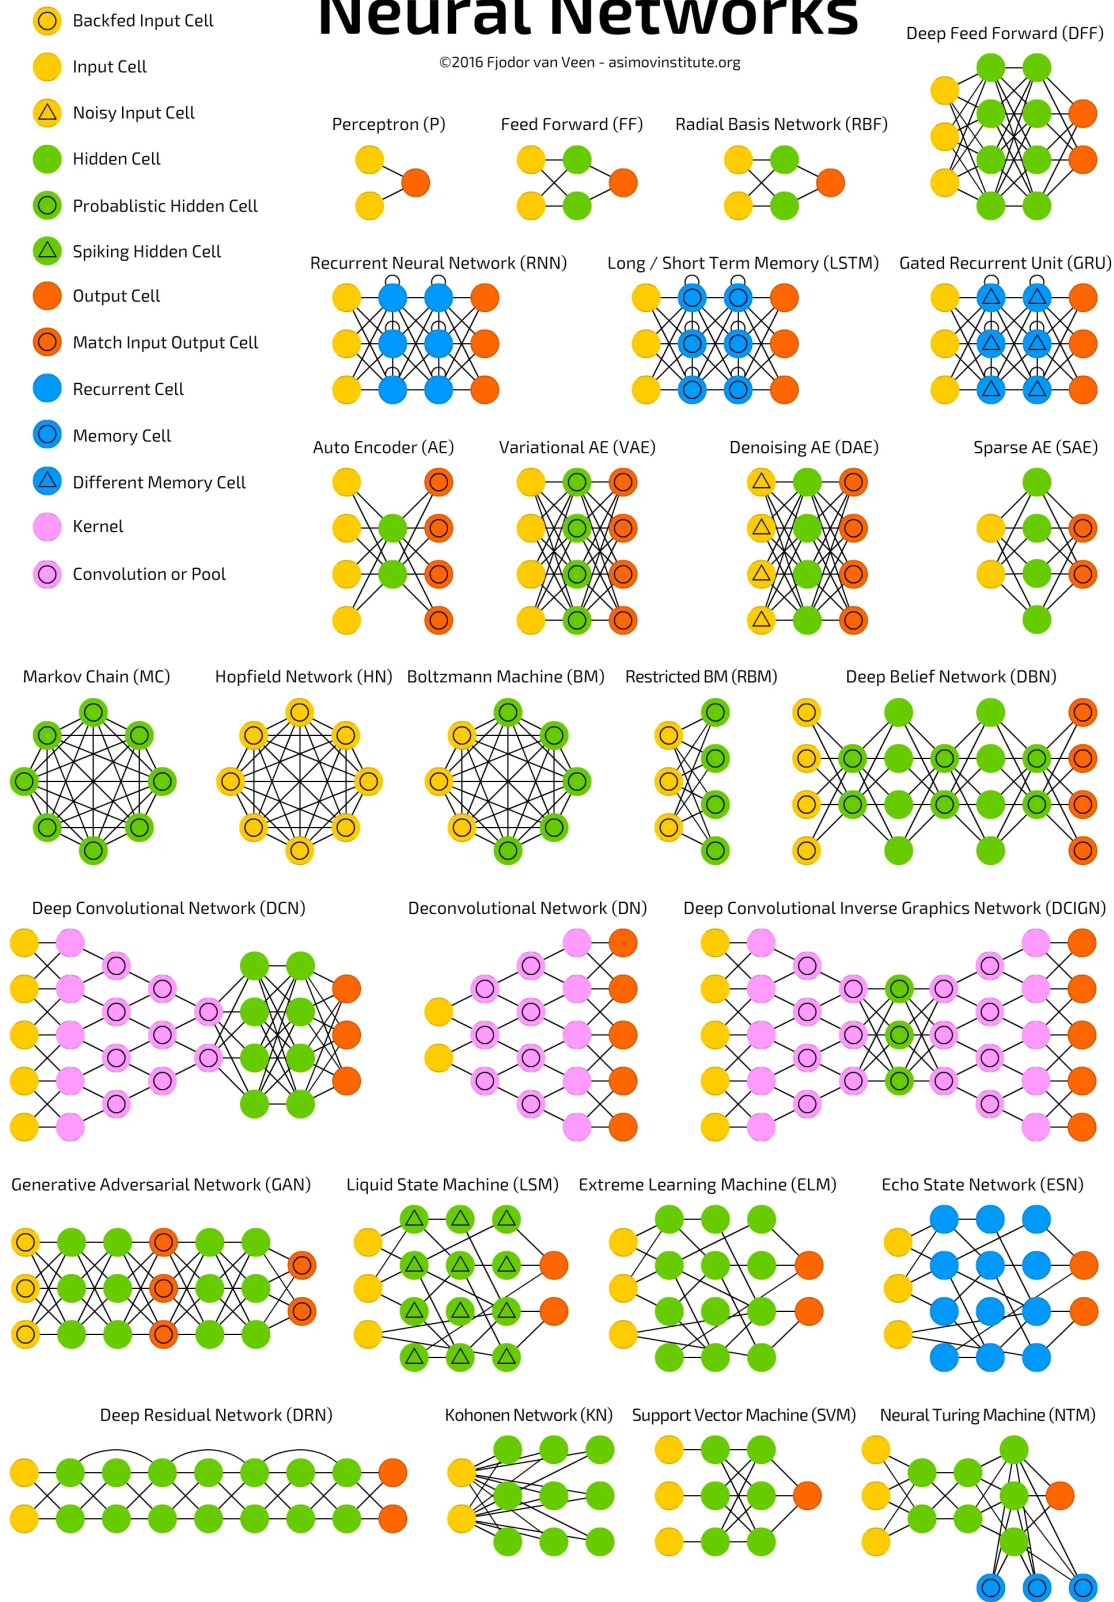 Neural Networks
©2016 Fjodor van Veen - asimovinstitute.org
Backfed Input Cell
Input Cell
Noisy Input Cell
Hidden Cell
Probablistic Hidden Cell
Spiking Hidden Cell
Output Cell
Match Input Output Cell
Recurrent Cell
Memory Cell
Different Memory Cell
Kernel
Convolution or Pool
Deep Feed Forward (DFF)
Perceptron (P)
Feed Forward (FF)
Radial Basis Network (RBF)
Recurrent Neural Network (RNN)
Long / Short Term Memory (LSTM)
Gated Recurrent Unit (GRU)
Auto Encoder (AE)
Variational AE (VAE)
Denoising AE (DAE)
Sparse AE (SAE)
Markov Chain (MC)
Hopfield Network (HN)
Boltzmann Machine (BM)
Restricted BM (RBM)
Deep Belief Network (DBN)
Deep Convolutional Network (DCN)
Deconvolutional Network (DN)
Deep Convolutional Inverse Graphics Network (DCIGN)
Generative Adversarial Network (GAN)
Liquid State Machine (LSM)
Extreme Learning Machine (ELM)
Echo State Network (ESN)
Deep Residual Network (DRN)
Kohonen Network (KN)
Support Vector Machine (SVM)
Neural Turing Machine (NTM)